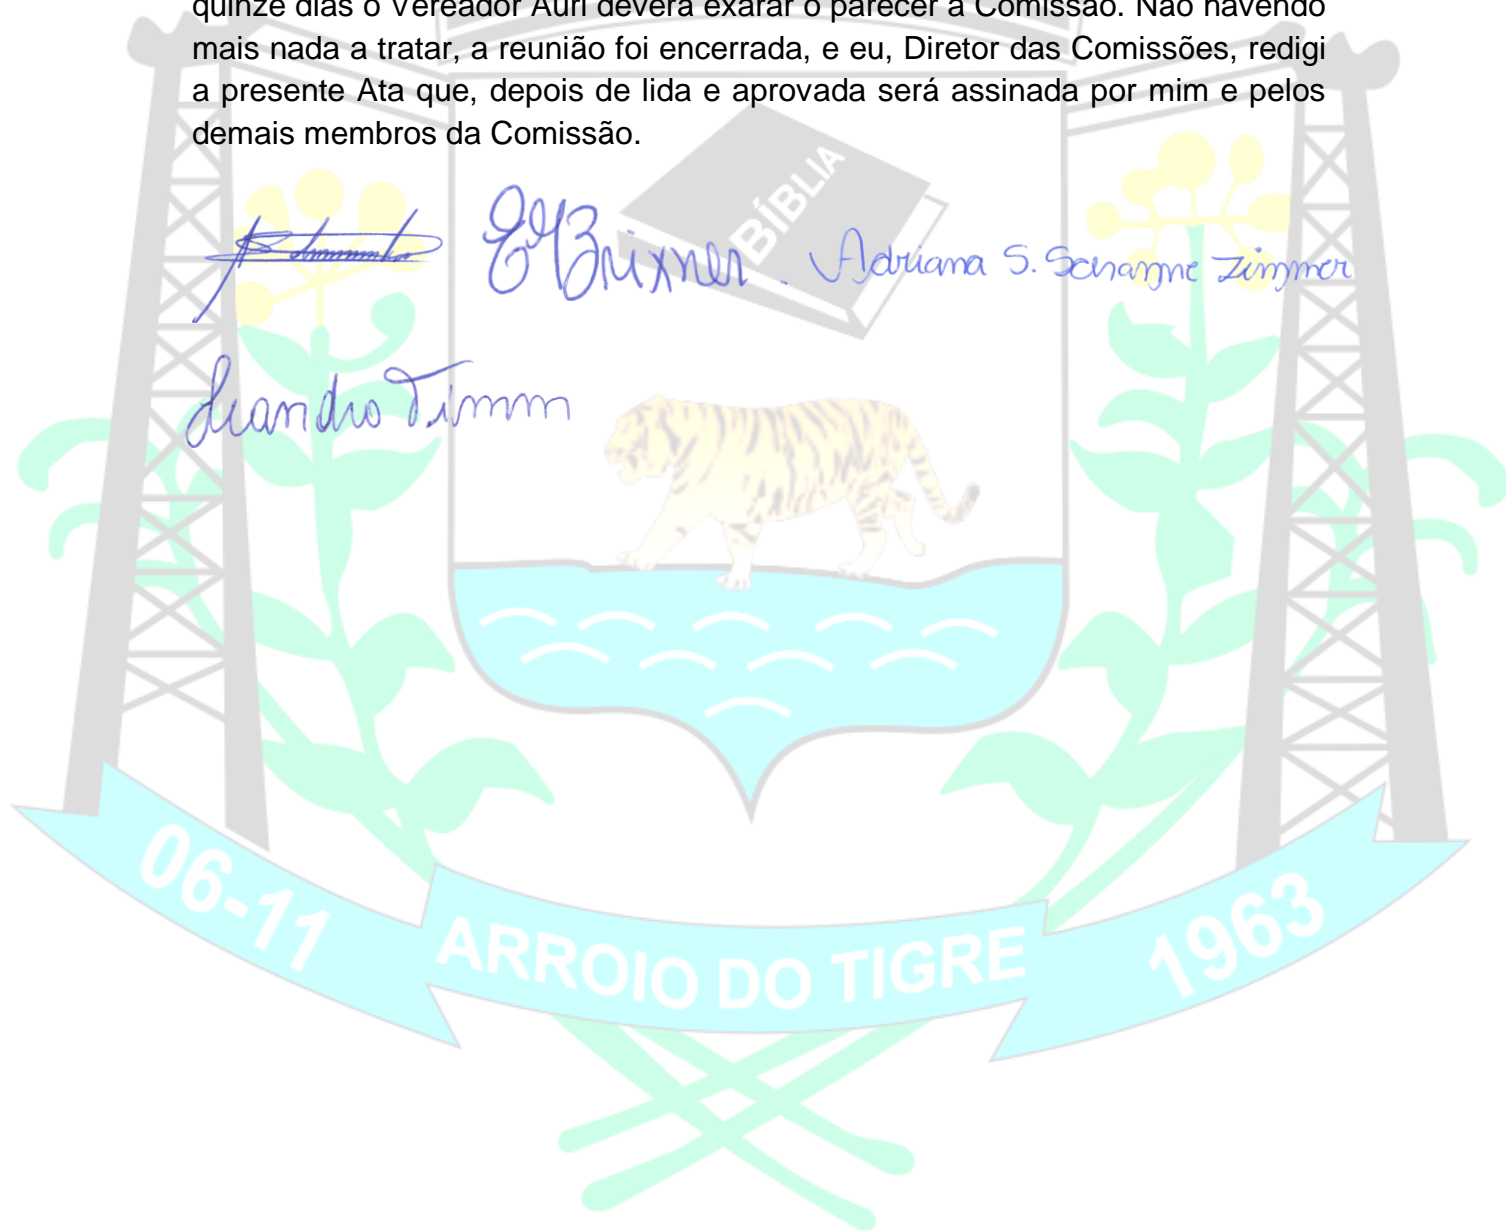 quinze dias o Vereador Auri deverá exarar o parecer à Comissão. Não havendo
mais nada a tratar, a reunião foi encerrada, e eu, Diretor das Comissões, redigi
a presente Ata que, depois de lida e aprovada será assinada por mim e pelos
demais membros da Comissão.
BÍBLIA
Brixner. Adriana S. Zimmer
Leandro Timm
06-11 ARROIO DO TIGRE 1963